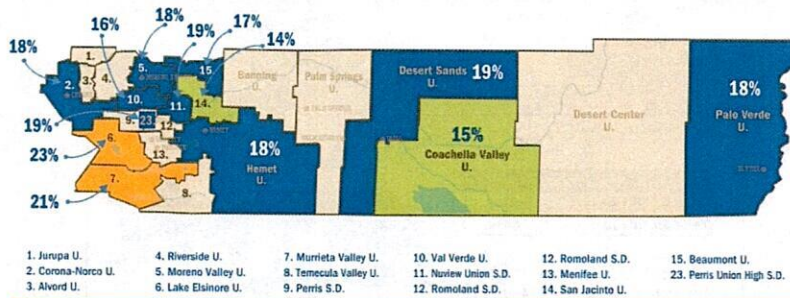 16%
18%
19%
17%
14%
18%
1.
2.
3.
4.
5.
15.
10.
11.
14.
Banning
U.
Palm Springs
U.
Desert Sands
U.
19%
Desert Center
U.
18%
Palo Verde
U.
19%
9.
23.
12.
6.
13.
23%
18%
Hemet
U.
15%
Coachella Valley
U.
7.
8.
21%
1. Jurupa U.
2. Corona-Norco U.
3. Alvord U.
4. Riverside U.
5. Moreno Valley U.
6. Lake Elsinore U.
7. Murrieta Valley U.
8. Temecula Valley U.
9. Perris S.D.
10. Val Verde U.
11. Nuview Union S.D.
12. Romoland S.D.
12. Romoland S.D.
13. Menifee U.
14. San Jacinto U.
15. Beaumont U.
23. Perris Union High S.D.